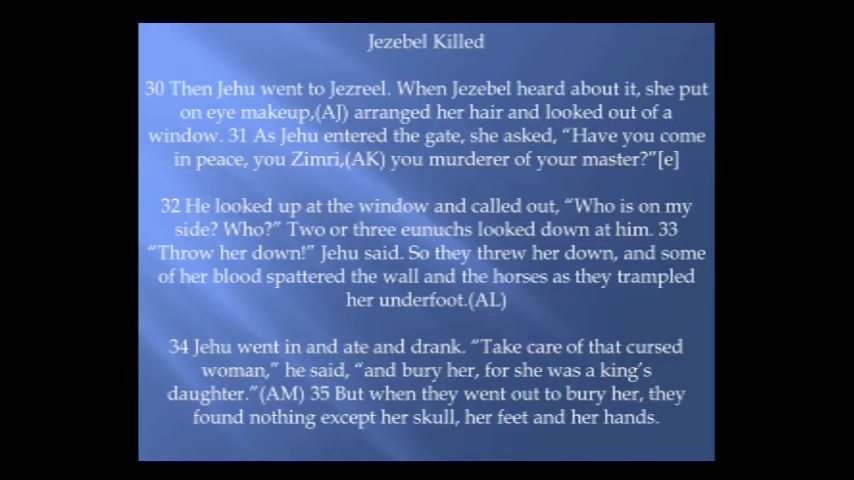 Jezebel Killed
30 Then Jehu went to Jezreel. When Jezebel heard about it, she put
on eye makeup,(AJ) arranged her hair and looked out of a
window. 31 As Jehu entered the gate, she asked, “Have you come
in peace, you Zimri,(AK) you murderer of your master?”[e]
32 He looked up at the window and called out, “Who is on my
side? Who?” Two or three eunuchs looked down at him. 33
“Throw her down!” Jehu said. So they threw her down, and some
of her blood spattered the wall and the horses as they trampled
her underfoot.(AL)
34 Jehu went in and ate and drank. “Take care of that cursed
woman,” he said, “and bury her, for she was a king’s
daughter.”(AM) 35 But when they went out to bury her, they
found nothing except her skull, her feet and her hands.